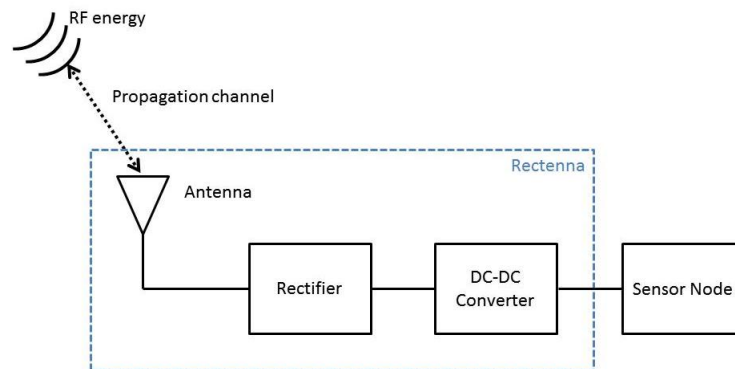 RF energy
Propagation channel
Rectenna
Antenna
Rectifier
DC-DC
Converter
Sensor Node